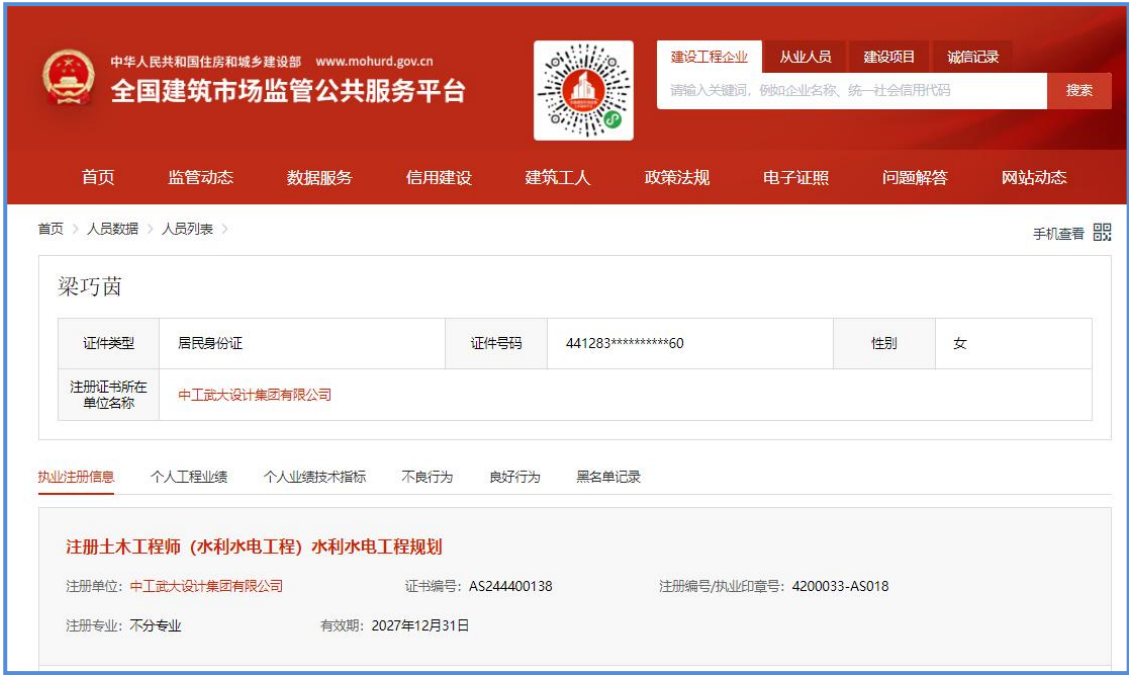 中华人民共和国住房和城乡建设部 www.mohurd.gov.cn
全国建筑市场监管公共服务平台
建设工程企业 从业人员 建设项目 诚信记录
请输入关键词，例如企业名称、统一社会信用代码 搜索
首页 监管动态 数据服务 信用建设 建筑工人 政策法规 电子证照 问题解答 网站动态
首页 > 人员数据 > 人员列表 >
手机查看
梁巧茵
证件类型 居民身份证 证件号码 441283**********60 性别 女
注册证书所在
单位名称 中工武大设计集团有限公司
执业注册信息 个人工程业绩 个人业绩技术指标 不良行为 良好行为 黑名单记录
注册土木工程师（水利水电工程）水利水电工程规划
注册单位：中工武大设计集团有限公司 证书编号：AS244400138 注册编号/执业印章号：4200033-AS018
注册专业：不分专业 有效期：2027年12月31日